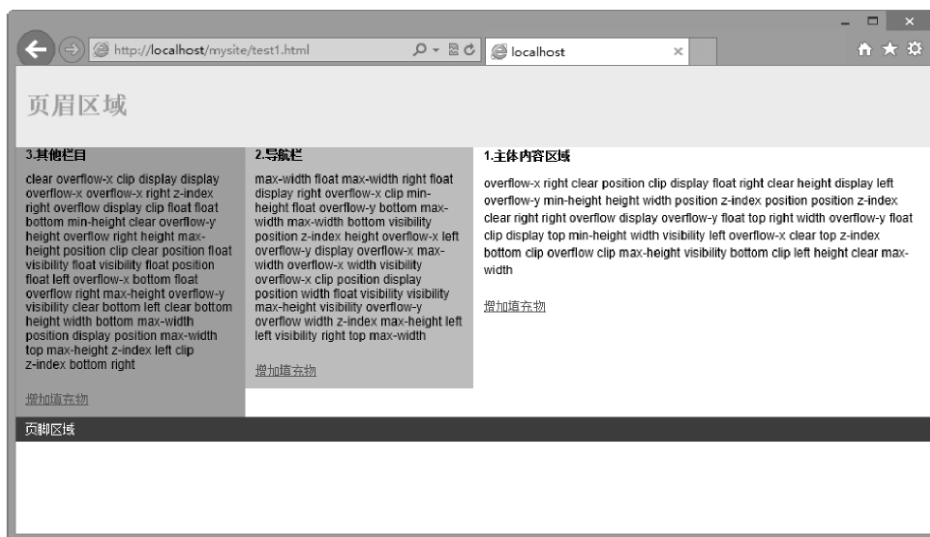 http://localhost/mysite/test1.html
localhost
页眉区域
3.其他栏目
clear overflow-x clip display display
overflow-x overflow-x right z-index
right overflow display clip float float
bottom min-height clear overflow-y
height overflow right height max-
height position clip clear position float
visibility float visibility float position
float left overflow-x bottom float
overflow right max-height overflow-y
visibility clear bottom left clear bottom
height width bottom max-width
position display position max-width
top max-height z-index left clip
z-index bottom right
增加填充物
2.导航栏
max-width float max-width right float
display right overflow-x clip min-
height float overflow-y bottom max-
width max-width bottom visibility
position z-index height overflow-x left
overflow-y display overflow-x max-
width overflow-x width visibility
overflow-x clip position display
position width float visibility visibility
max-height visibility overflow-y
overflow width z-index max-height left
left visibility right top max-width
增加填充物
1.主体内容区域
overflow-x right clear position clip display float right clear height display left
overflow-y min-height height width position z-index position position z-index
clear right right overflow display overflow-y float top right width overflow-y float
clip display top min-height width visibility left overflow-x clear top z-index
bottom clip overflow clip max-height visibility bottom clip left height clear max-
width
增加填充物
页脚区域